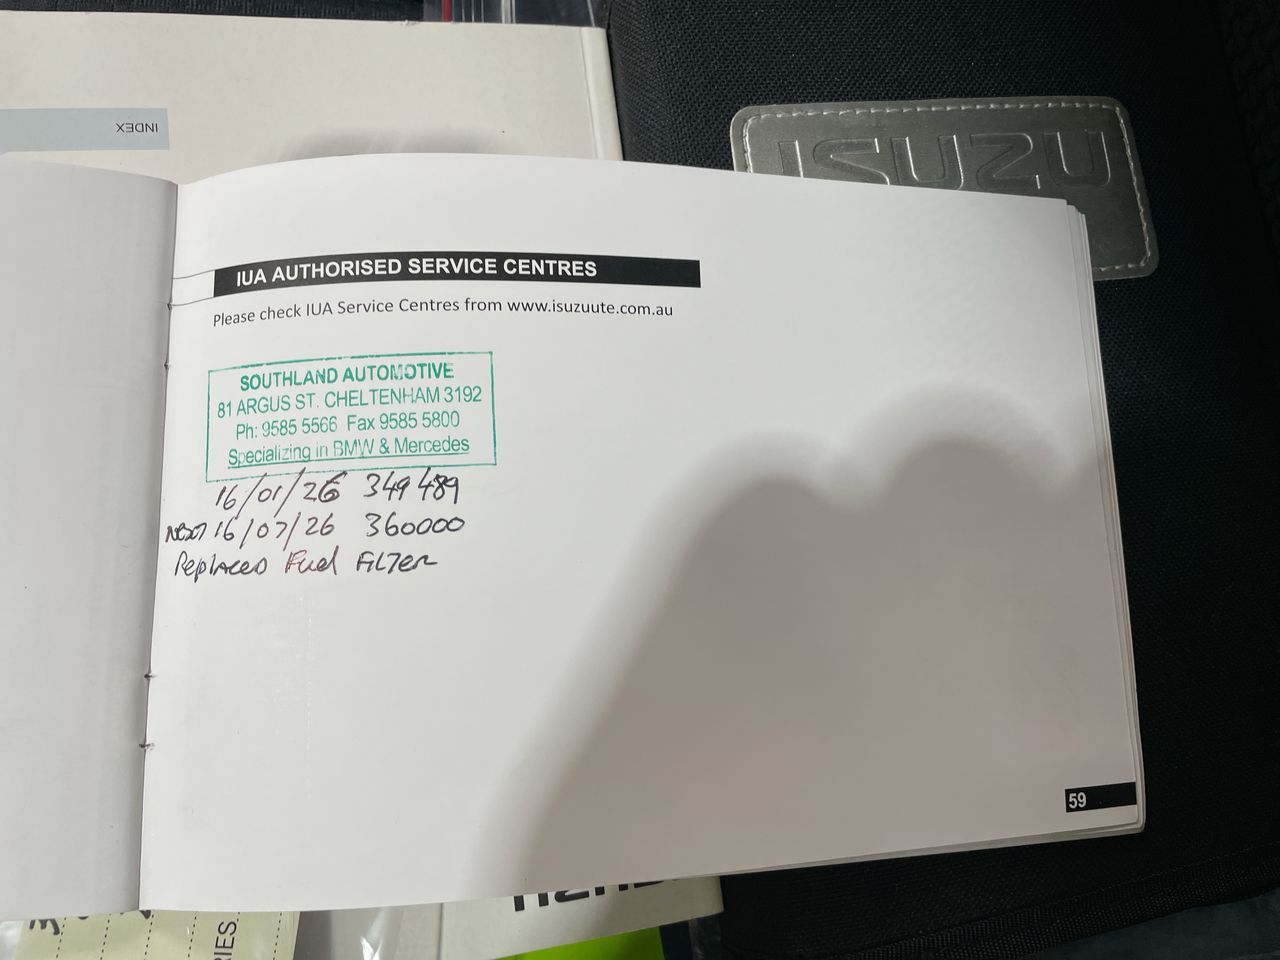 INDEX
ISUZU
IUA AUTHORISED SERVICE CENTRES
Please check IUA Service Centres from www.isuzuute.com.au
SOUTHLAND AUTOMOTIVE
81 ARGUS ST. CHELTENHAM 3192
Ph: 9585 5566 Fax 9585 5800
Specializing in BMW & Mercedes
16/01/26 349489
NEXT 16/07/26 360000
Replaced Fuel FILTER
59